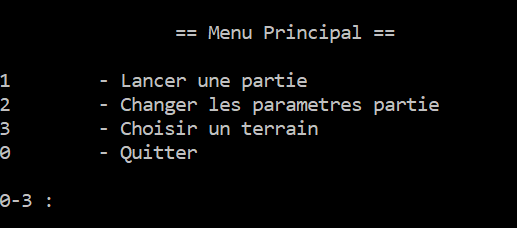 == Menu Principal ==
1 - Lancer une partie
2 - Changer les parametres partie
3 - Choisir un terrain
0 - Quitter
0-3 :